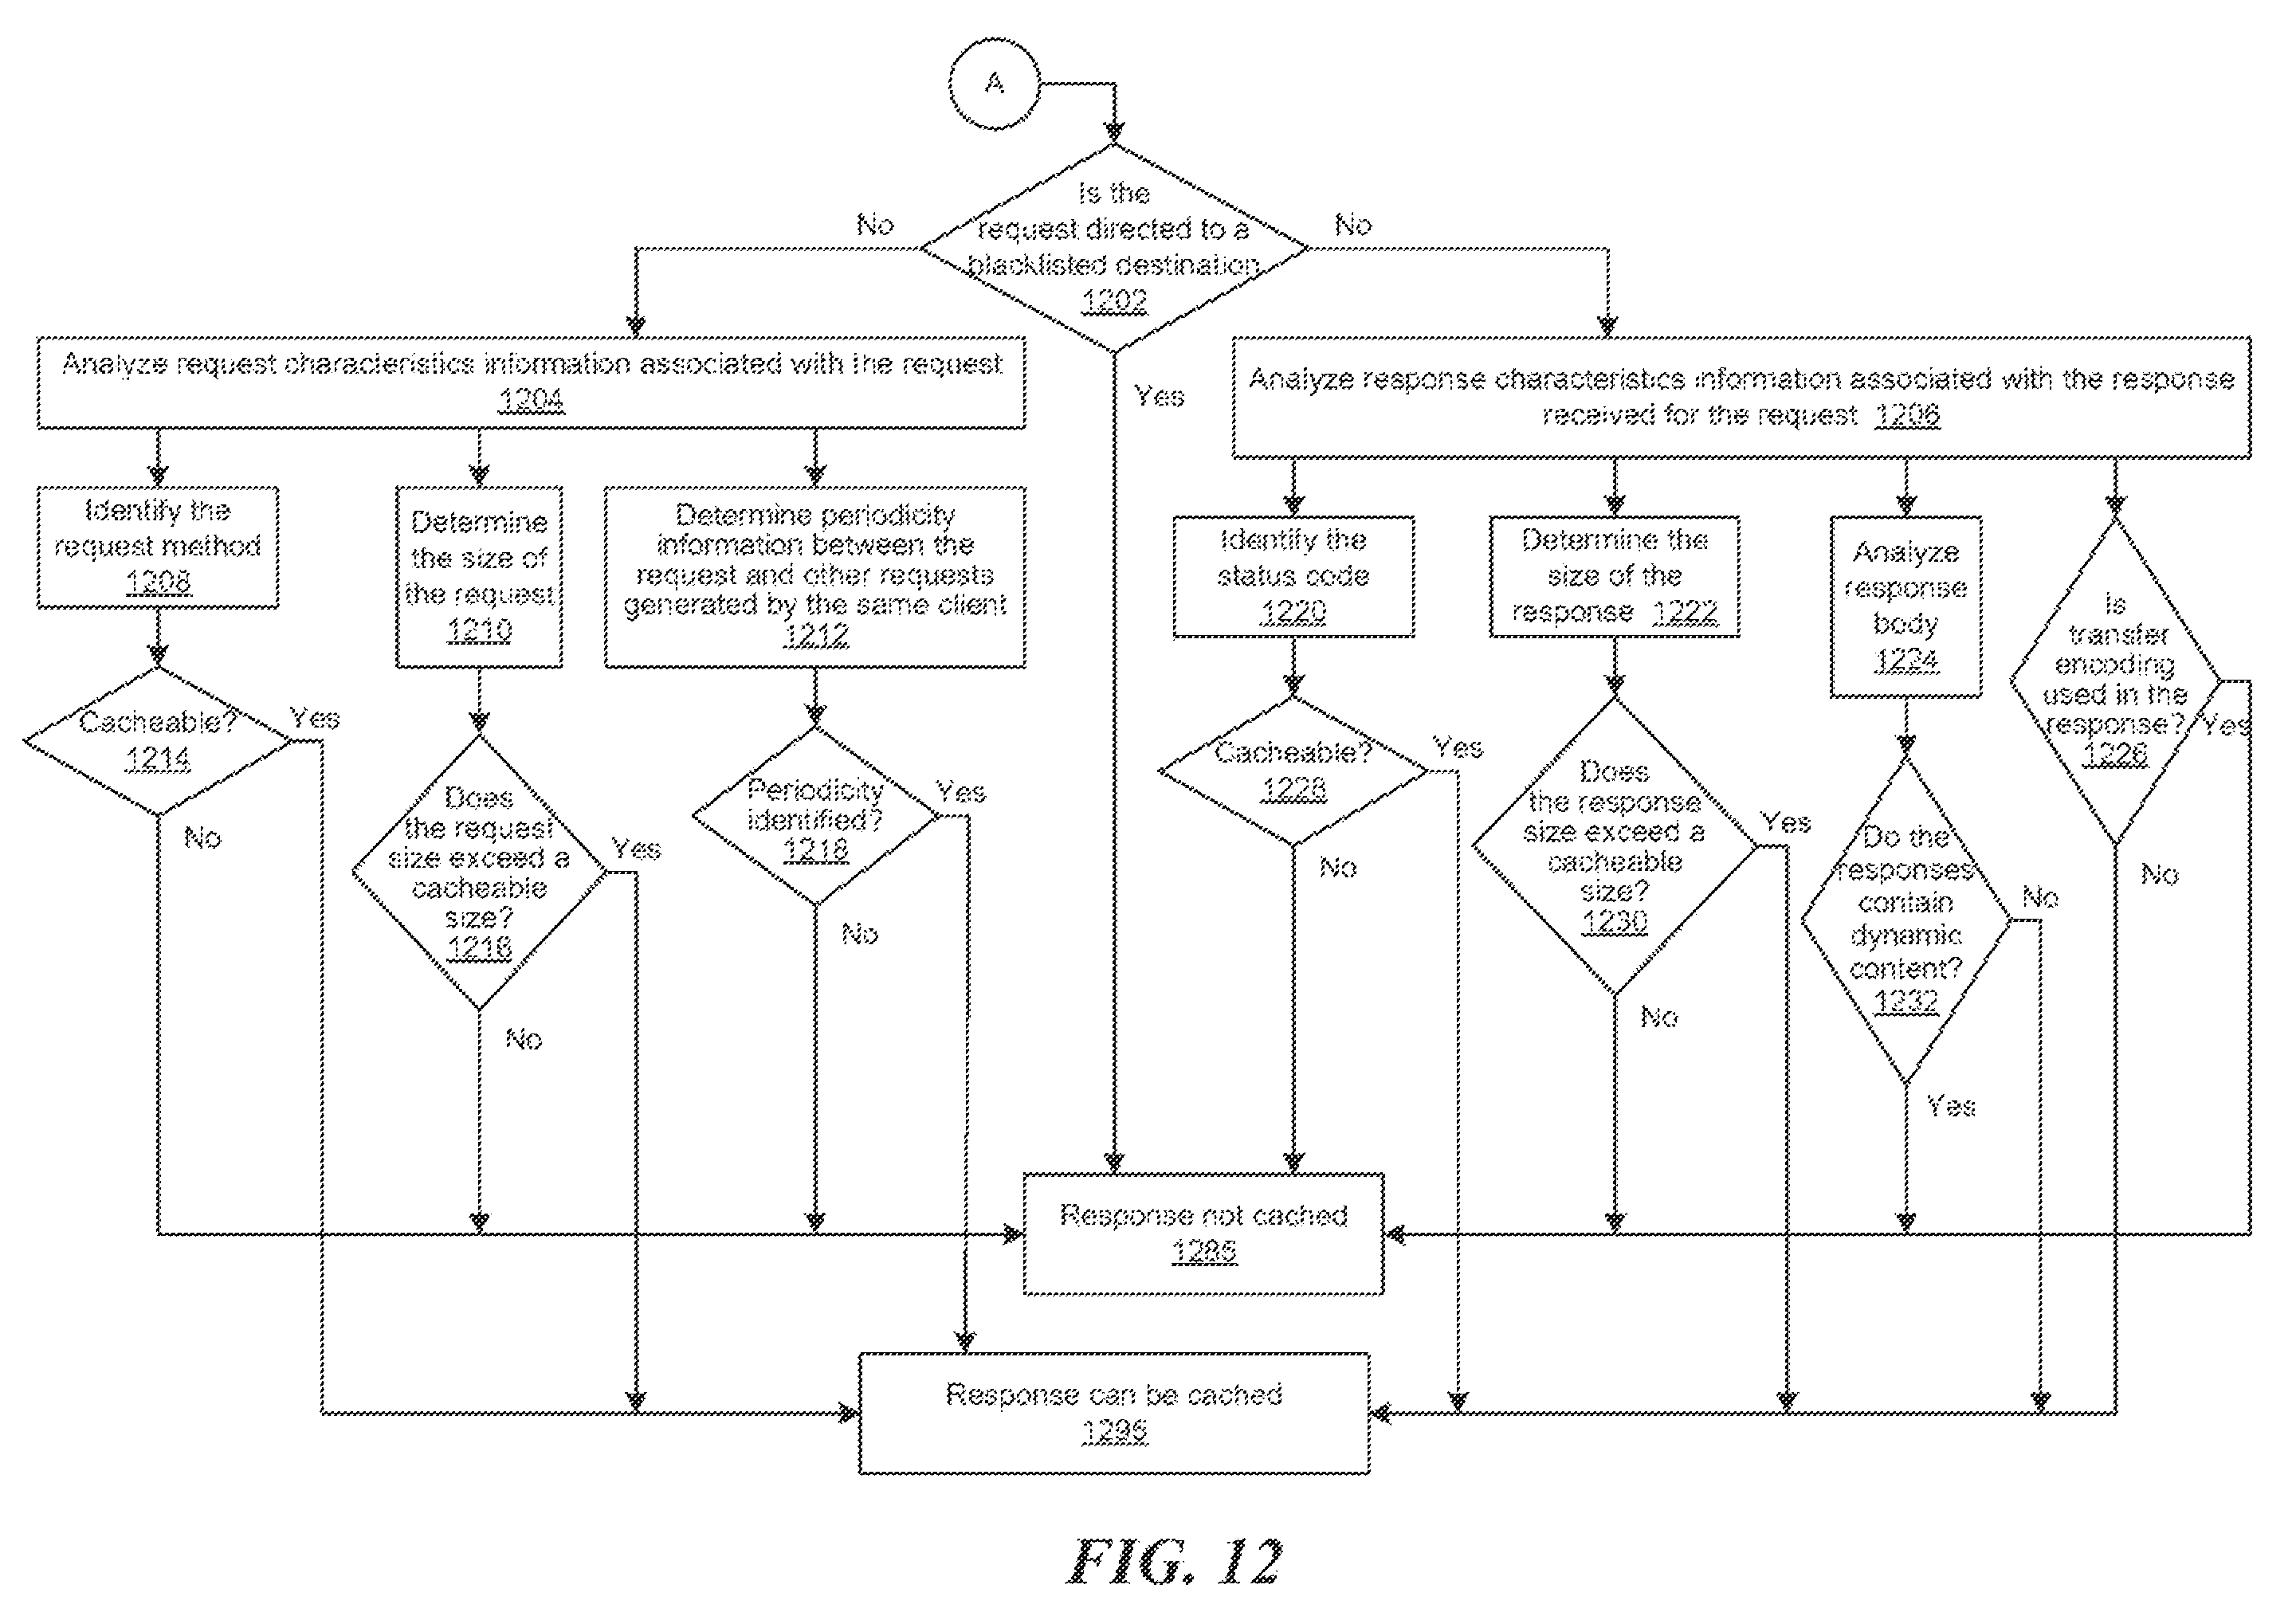 A
Is the
request directed to a
blacklisted destination
1202
No
No
Yes
Analyze request characteristics information associated with the request
1204
Analyze response characteristics information associated with the response
received for the request 1206
Identify the
request method
1208
Determine
the size of
the request
1210
Determine periodicity
information between the
request and other requests
generated by the same client
1212
Identify the
status code
1220
Determine the
size of the
response 1222
Analyze
response
body
1224
Is
transfer
encoding
used in the
response?
1226
Yes
No
Cacheable?
1214
Yes
No
Does
the request
size exceed a
cacheable
size?
1218
Yes
No
Periodicity
identified?
1216
Yes
No
Cacheable?
1228
Yes
No
Does
the response
size exceed a
cacheable
size?
1230
Yes
No
Do the
responses
contain
dynamic
content?
1232
No
Yes
Response not cached
1285
Response can be cached
1295
FIG. 12